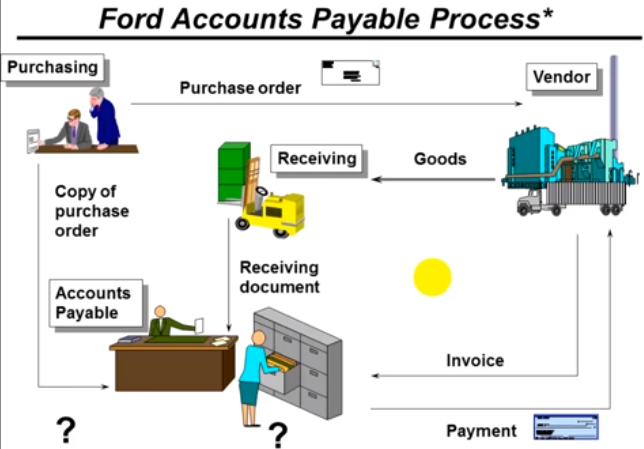 Ford Accounts Payable Process*
Purchasing
Purchase order
Vendor
Receiving
Goods
Copy of
purchase
order
Receiving
document
Accounts
Payable
Invoice
Payment
?
?